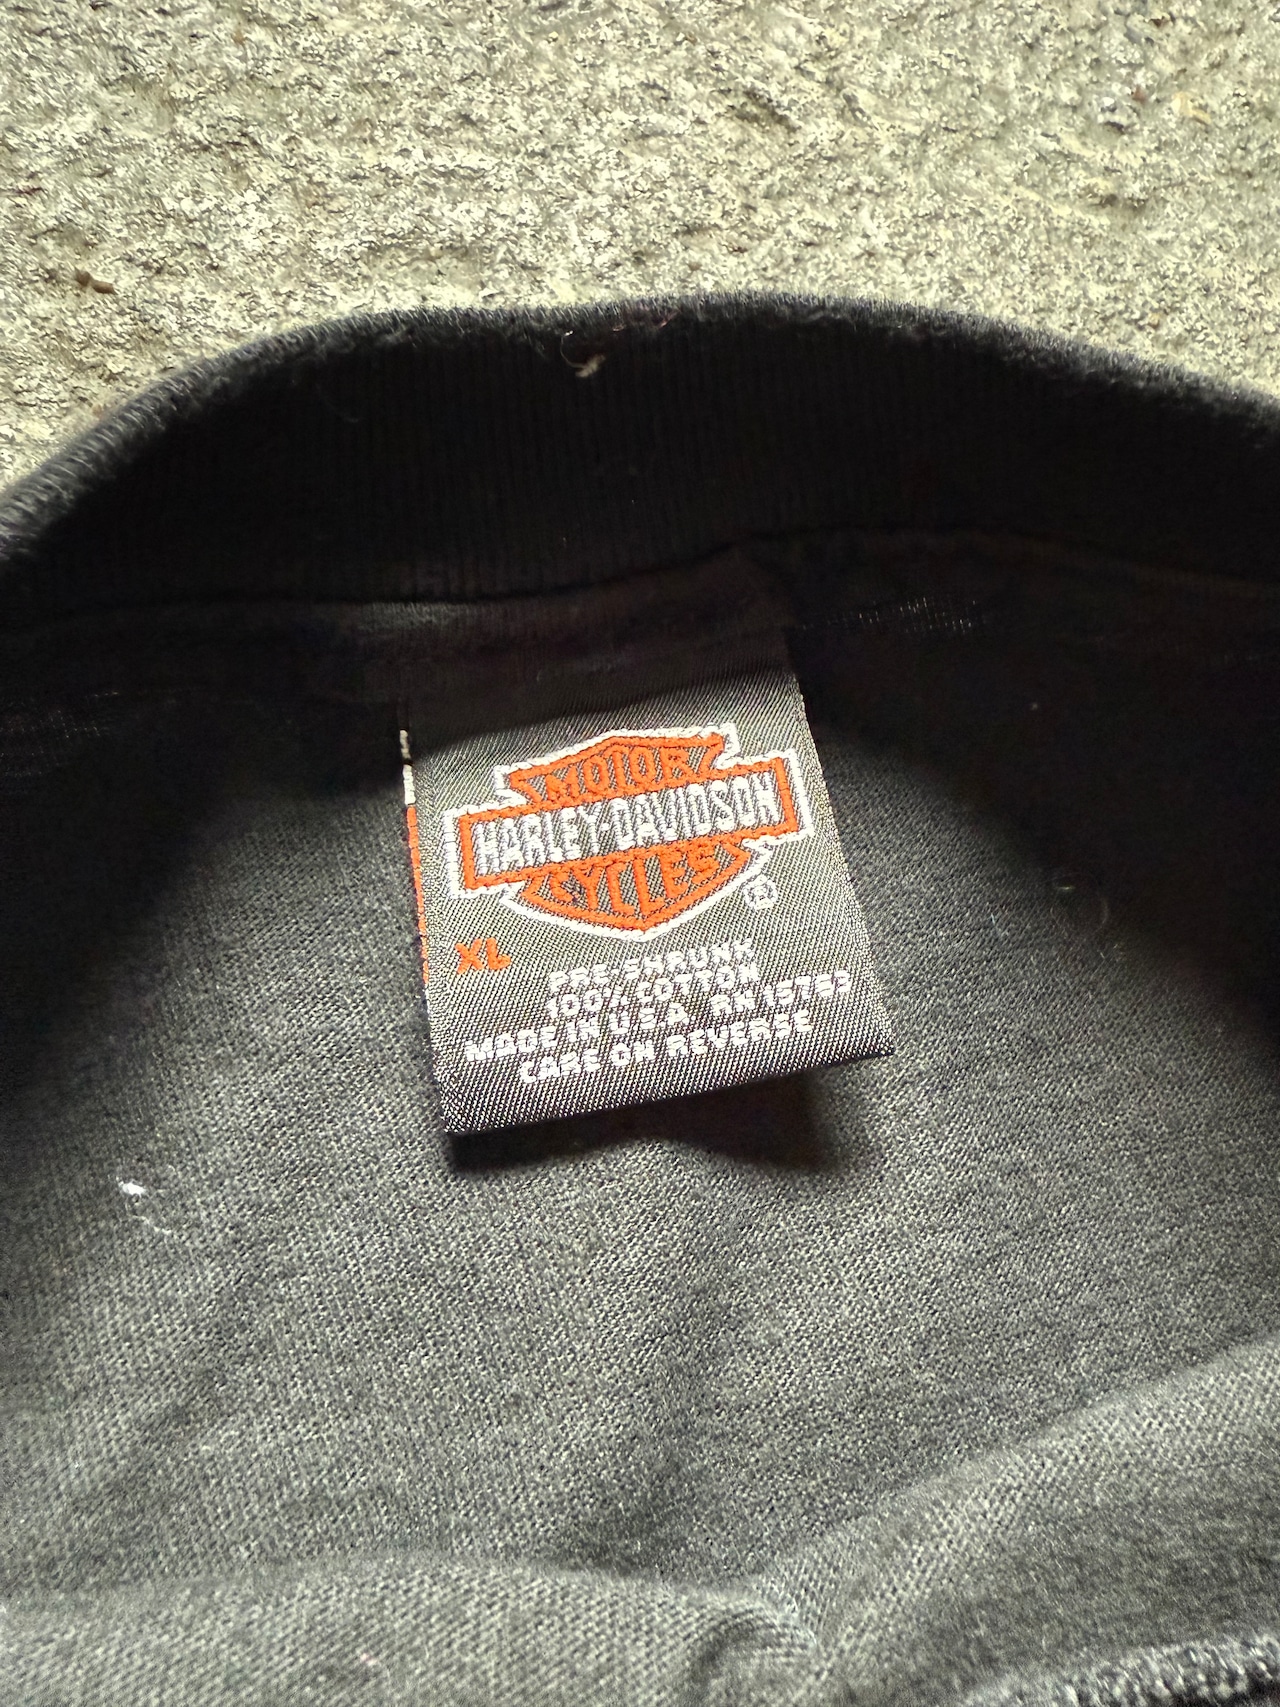 MOTOR
HARLEY-DAVIDSON
CYCLES
®
XL
PRE-SHRUNK
100% COTTON
MADE IN U.S.A. RN 15763
CARE ON REVERSE